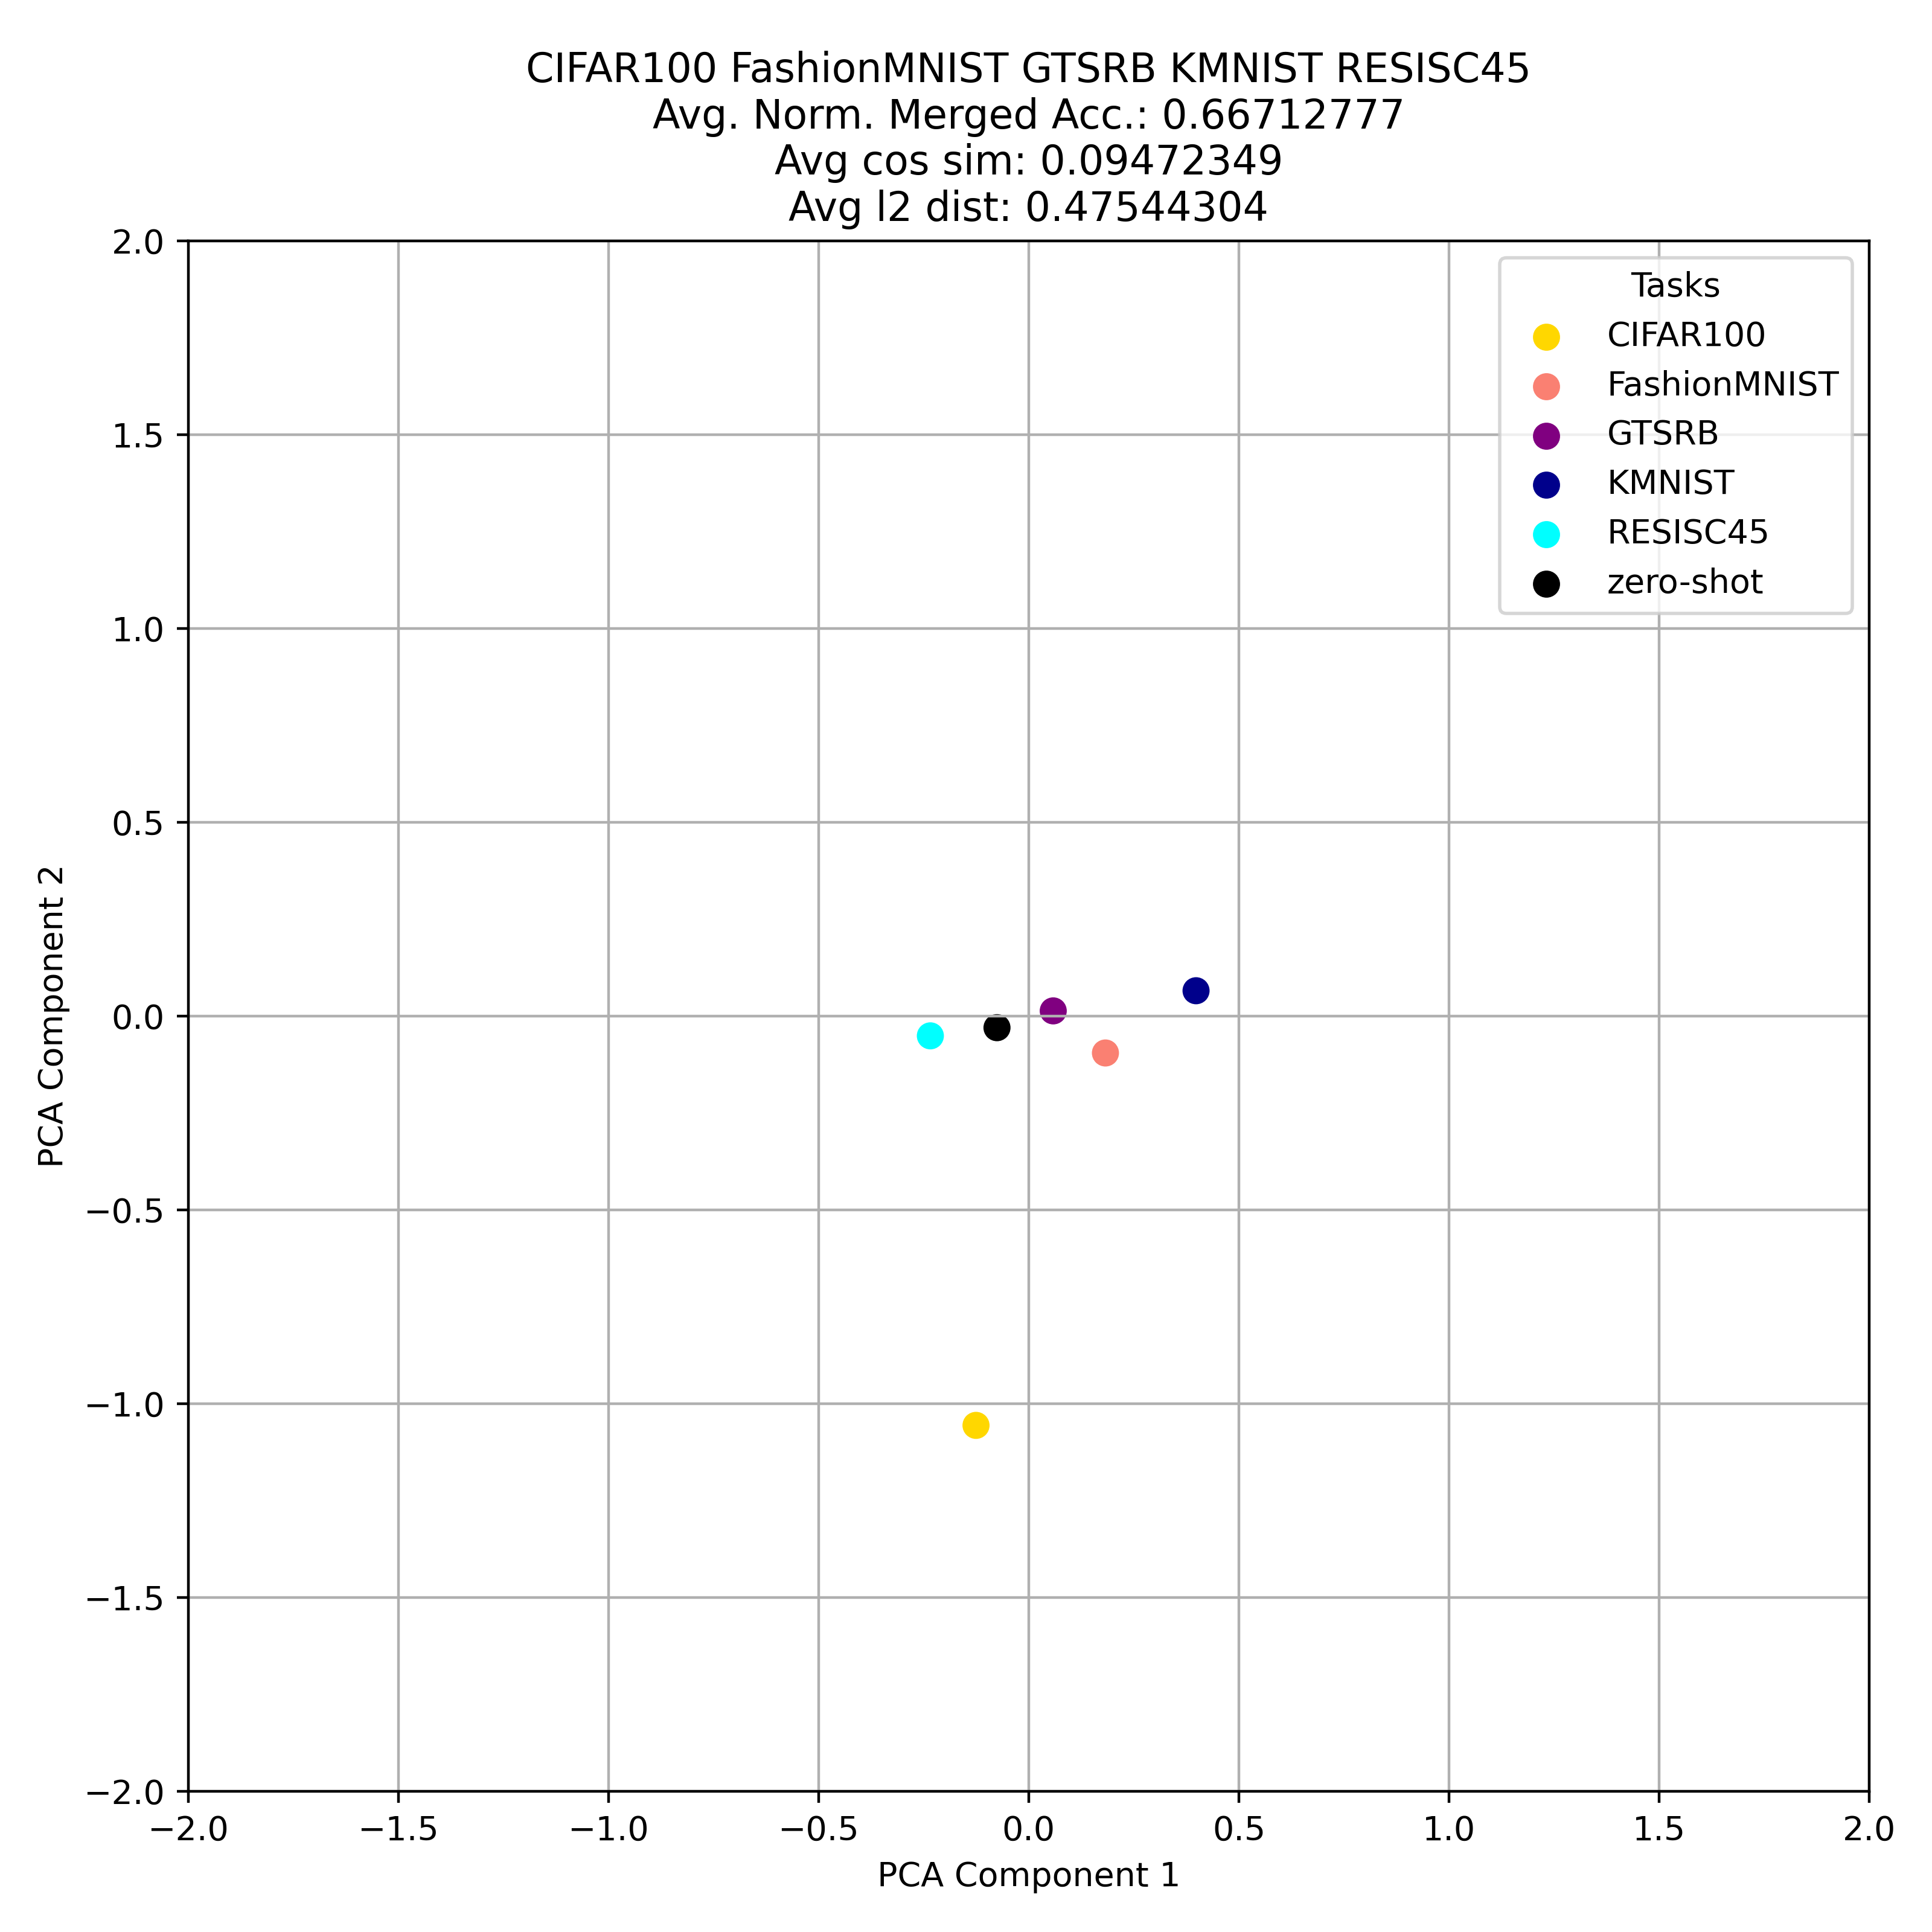 CIFAR100 FashionMNIST GTSRB KMNIST RESISC45
Avg. Norm. Merged Acc.: 0.66712777
Avg cos sim: 0.09472349
Avg l2 dist: 0.47544304
Tasks
CIFAR100
FashionMNIST
GTSRB
KMNIST
RESISC45
zero-shot
2.0
1.5
1.0
0.5
0.0
−0.5
−1.0
−1.5
−2.0
PCA Component 2
−2.0 −1.5 −1.0 −0.5 0.0 0.5 1.0 1.5 2.0
PCA Component 1